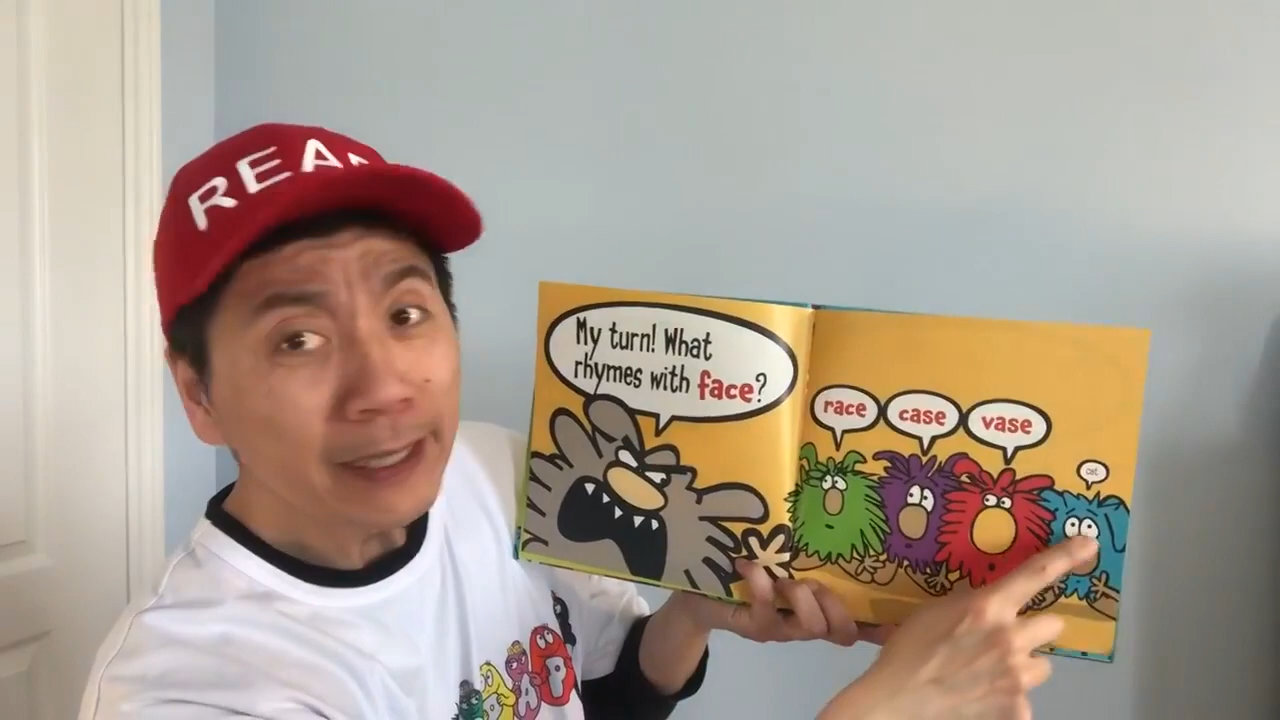 REA
My turn! What
rhymes with face?
race
case
vase
cat